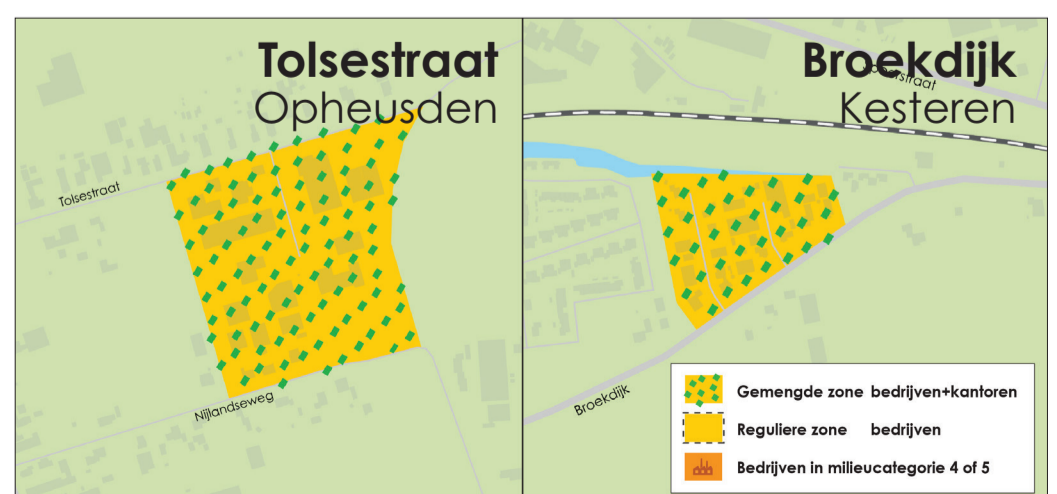 Tolsestraat
Opheusden
Tolsestraat
Nijlandseweg
Broekdijk
Kesteren
Broekdijk
Gemengde zone bedrijven+kantoren
Reguliere zone bedrijven
Bedrijven in milieucategorie 4 of 5